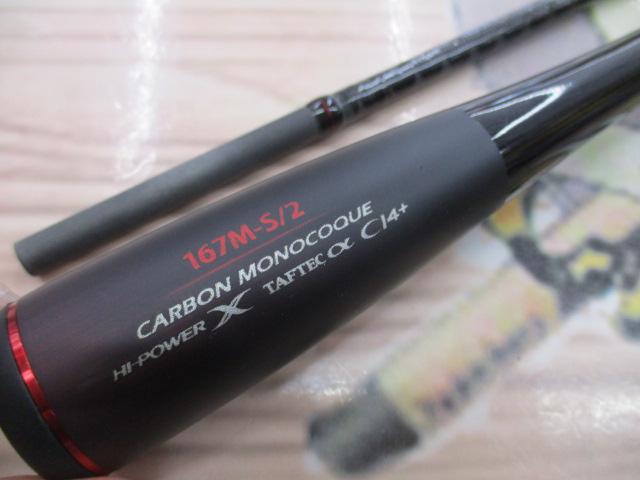 167M-S/2
CARBON MONOCOQUE
HI-POWER X TAFTEC α CI4+